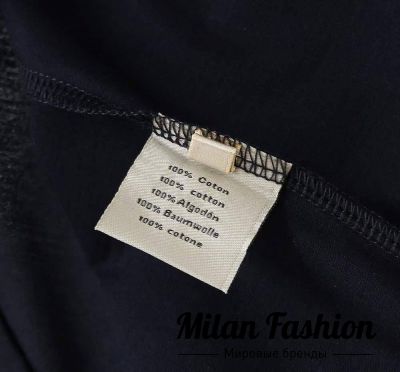 100% Coton
100% cotton
100% Algodón
100% Baumwolle
100% cotone
Milan Fashion
Мировые бренды